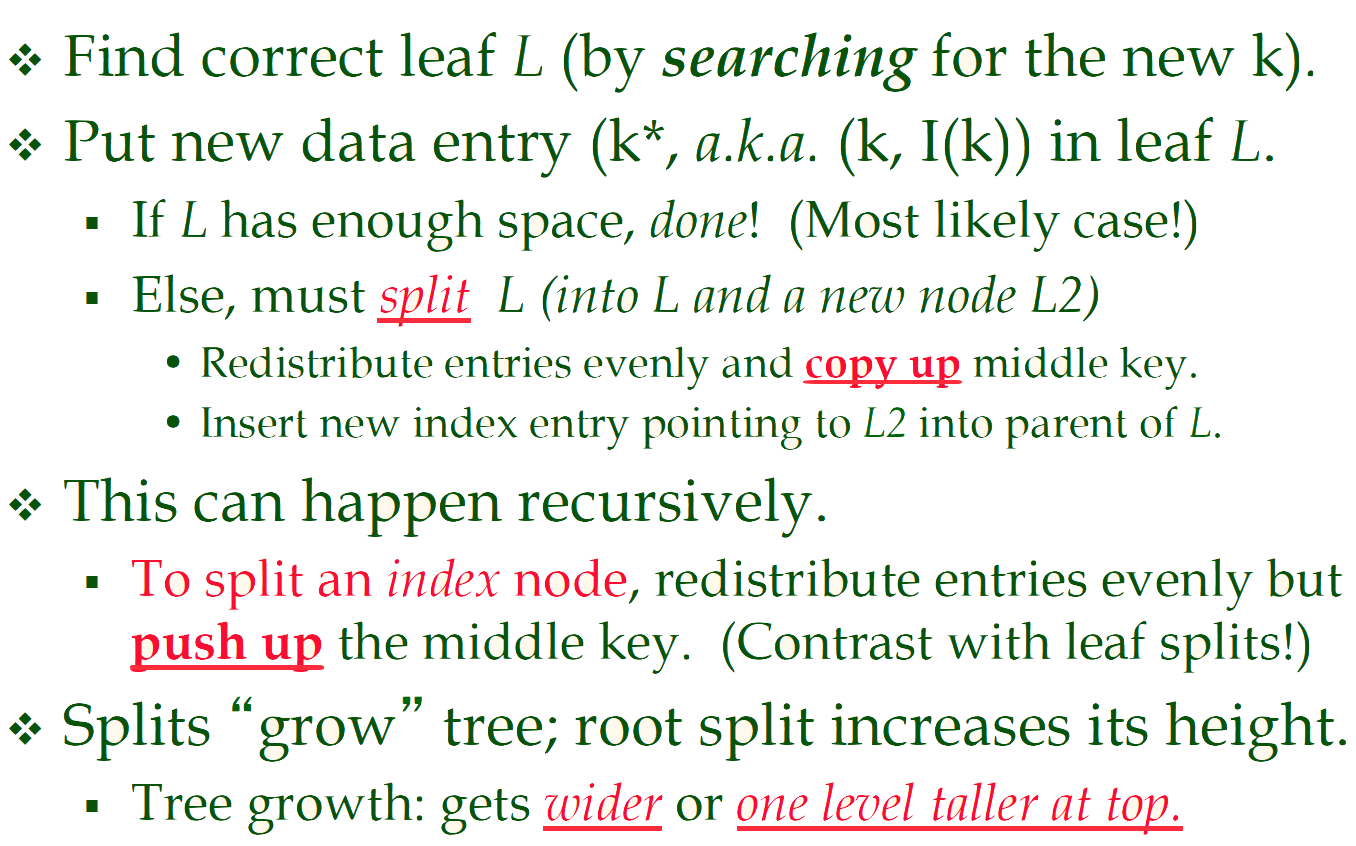 ❖ Find correct leaf L (by searching for the new k).
❖ Put new data entry (k*, a.k.a. (k, I(k)) in leaf L.
▪ If L has enough space, done! (Most likely case!)
▪ Else, must split L (into L and a new node L2)
• Redistribute entries evenly and copy up middle key.
• Insert new index entry pointing to L2 into parent of L.
❖ This can happen recursively.
▪ To split an index node, redistribute entries evenly but
push up the middle key. (Contrast with leaf splits!)
❖ Splits “grow” tree; root split increases its height.
▪ Tree growth: gets wider or one level taller at top.